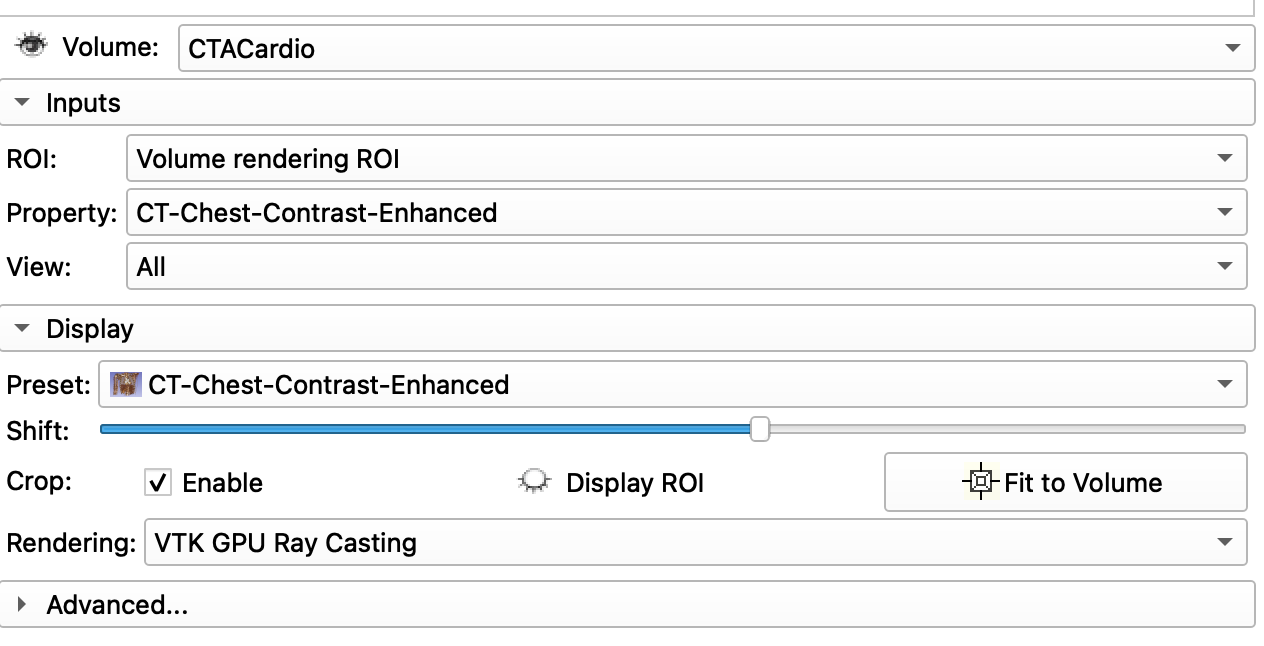 Volume: CTACardio
Inputs
ROI: Volume rendering ROI
Property: CT-Chest-Contrast-Enhanced
View: All
Display
Preset: CT-Chest-Contrast-Enhanced
Shift:
Crop: Enable Display ROI Fit to Volume
Rendering: VTK GPU Ray Casting
Advanced...